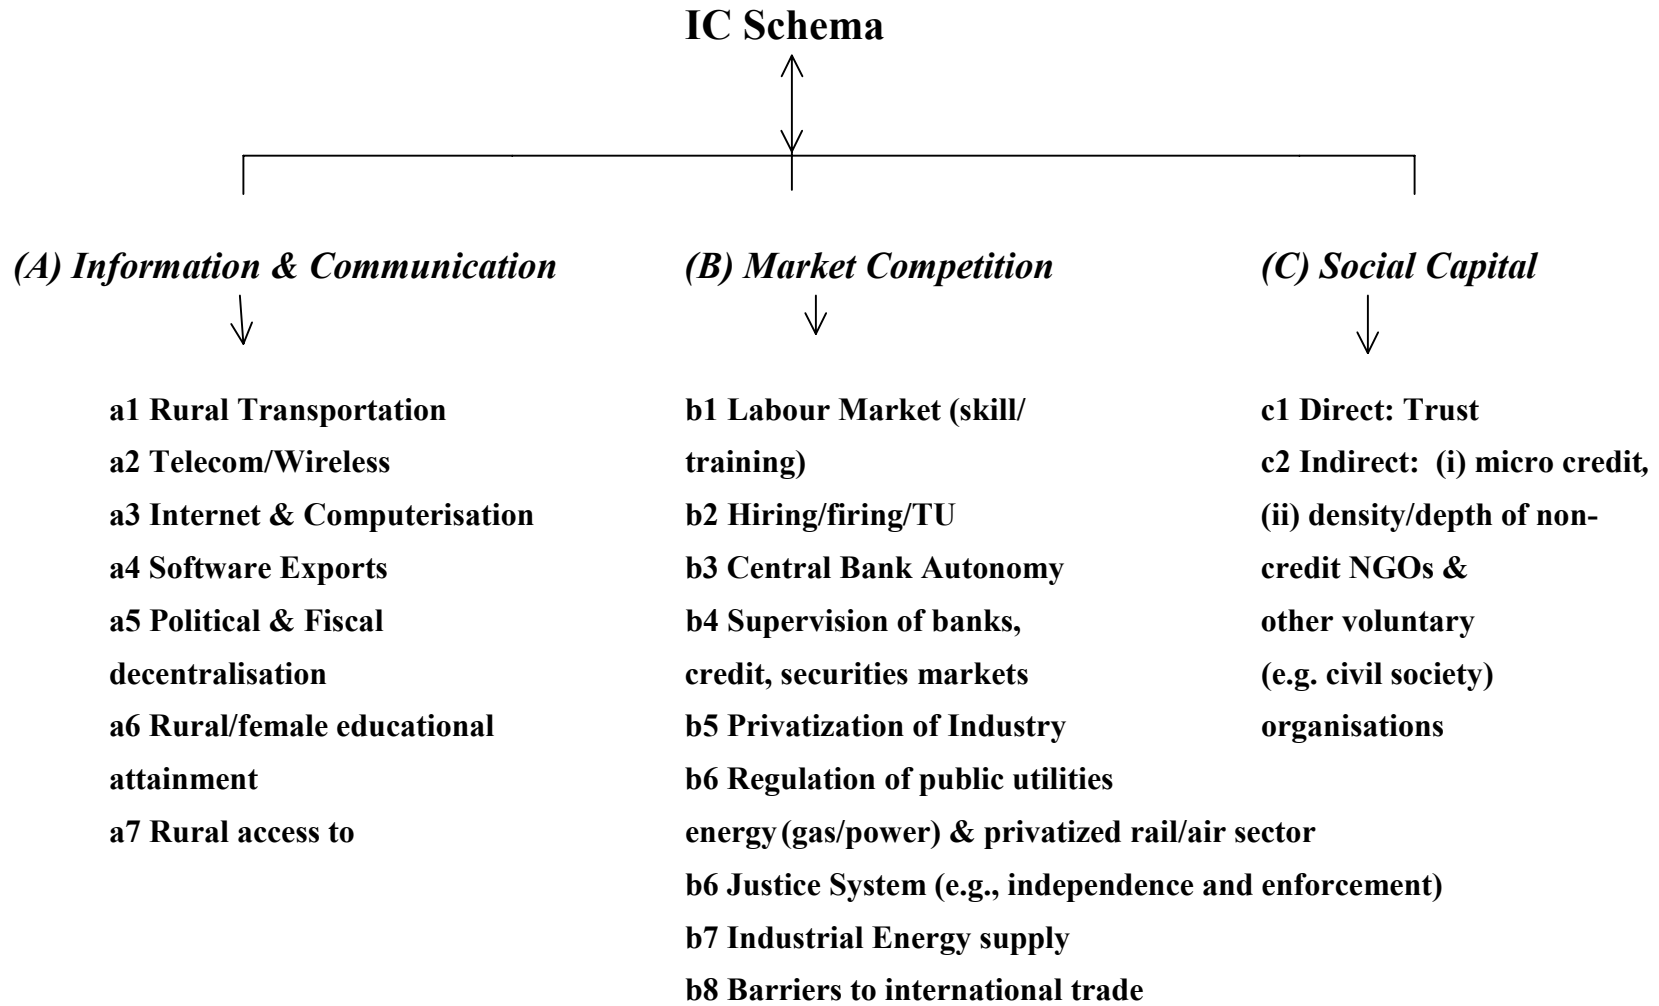 IC Schema
(A) Information & Communication
a1 Rural Transportation
a2 Telecom/Wireless
a3 Internet & Computerisation
a4 Software Exports
a5 Political & Fiscal
decentralisation
a6 Rural/female educational
attainment
a7 Rural access to
(B) Market Competition
b1 Labour Market (skill/
training)
b2 Hiring/firing/TU
b3 Central Bank Autonomy
b4 Supervision of banks,
credit, securities markets
b5 Privatization of Industry
b6 Regulation of public utilities
energy (gas/power) & privatized rail/air sector
b6 Justice System (e.g., independence and enforcement)
b7 Industrial Energy supply
b8 Barriers to international trade
(C) Social Capital
c1 Direct: Trust
c2 Indirect: (i) micro credit,
(ii) density/depth of non-
credit NGOs &
other voluntary
(e.g. civil society)
organisations